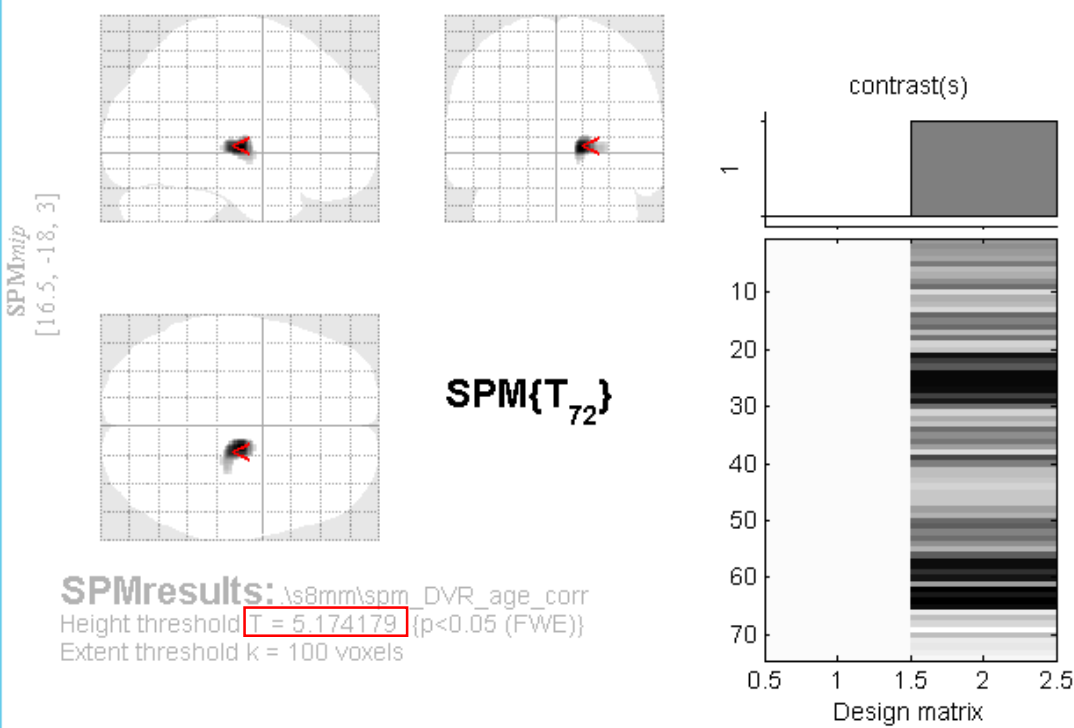 SPMmip
[16.5, -18, 3]
SPM{T72}
contrast(s)
1
10
20
30
40
50
60
70
0.5 1 1.5 2 2.5
Design matrix
SPMresults: .\s8mm\spm_DVR_age_corr
Height threshold T = 5.174179 {p<0.05 (FWE)}
Extent threshold k = 100 voxels